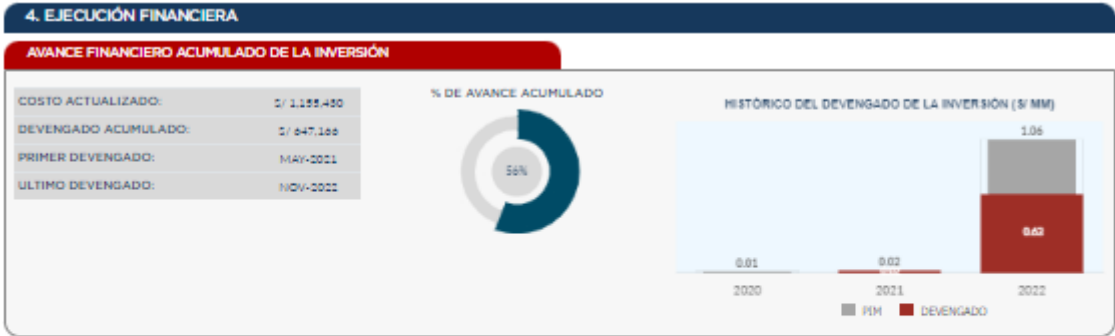 4. EJECUCIÓN FINANCIERA
AVANCE FINANCIERO ACUMULADO DE LA INVERSIÓN
COSTO ACTUALIZADO: S/ 1,155,450
DEVENGADO ACUMULADO: S/ 647,166
PRIMER DEVENGADO: MAY-2021
ULTIMO DEVENGADO: NOV-2022
% DE AVANCE ACUMULADO
56%
HISTÓRICO DEL DEVENGADO DE LA INVERSIÓN (S/ MM)
1.06
0.63
0.01
0.02
2020
2021
2022
PIM
DEVENGADO